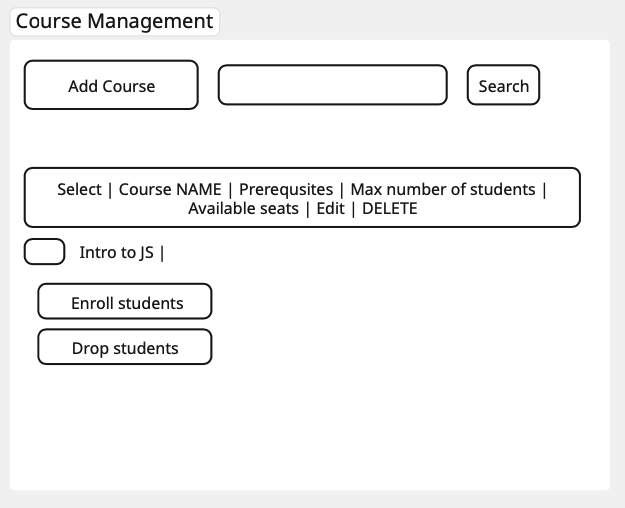 Course Management
Add Course
Search
Select | Course NAME | Prerequsites | Max number of students |
Available seats | Edit | DELETE
Intro to JS |
Enroll students
Drop students